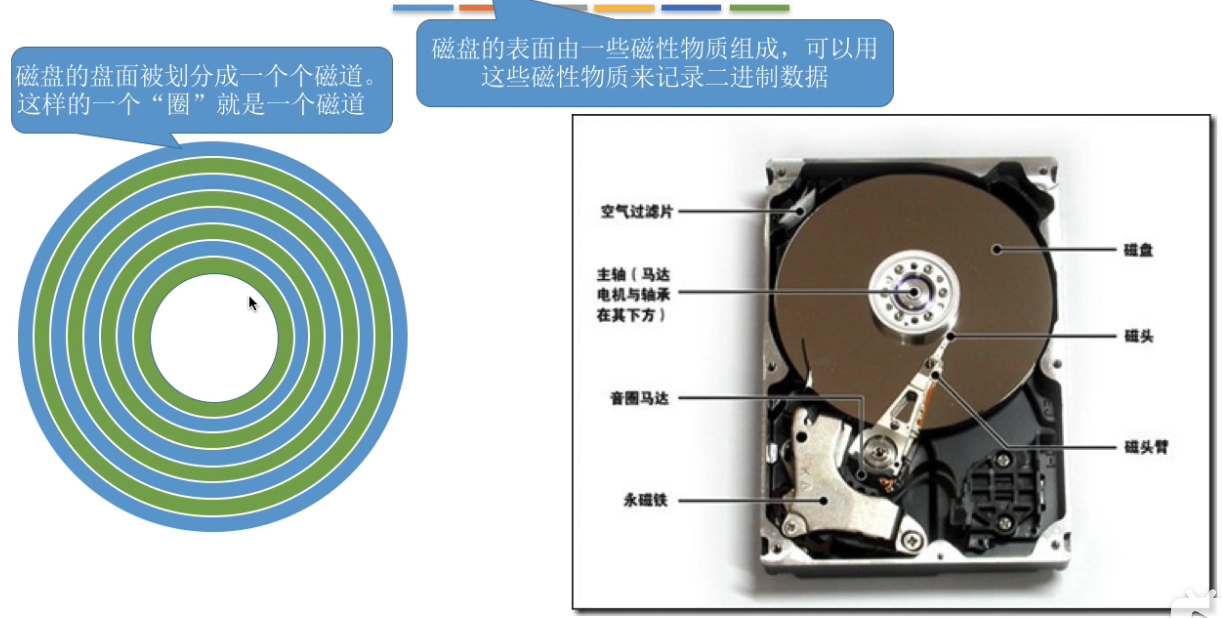 磁盘的表面由一些磁性物质组成，可以用
这些磁性物质来记录二进制数据
磁盘的盘面被划分成一个个磁道。
这样的一个“圈”就是一个磁道
空气过滤片
主轴（马达
电机与轴承
在其下方）
音圈马达
永磁铁
磁盘
磁头
磁头臂